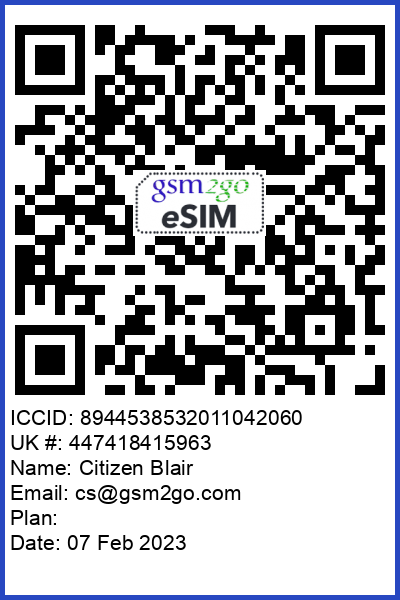 gsm2go
eSIM
ICCID: 8944538532011042060
UK #: 447418415963
Name: Citizen Blair
Email: cs@gsm2go.com
Plan:
Date: 07 Feb 2023